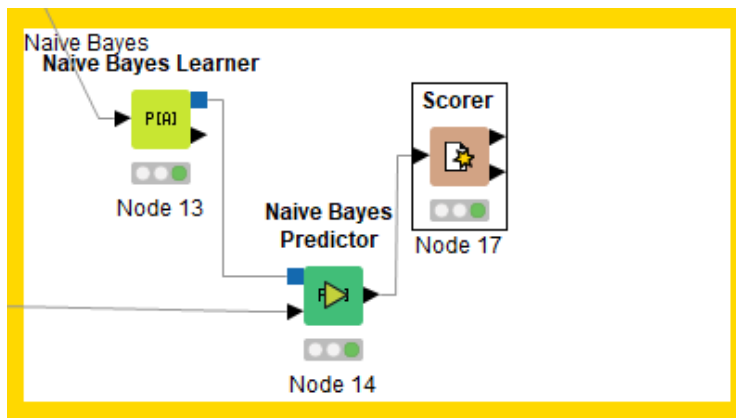 Naive Bayes
Naive Bayes Learner
P[A]
Node 13
Naive Bayes
Predictor
Node 14
Scorer
Node 17